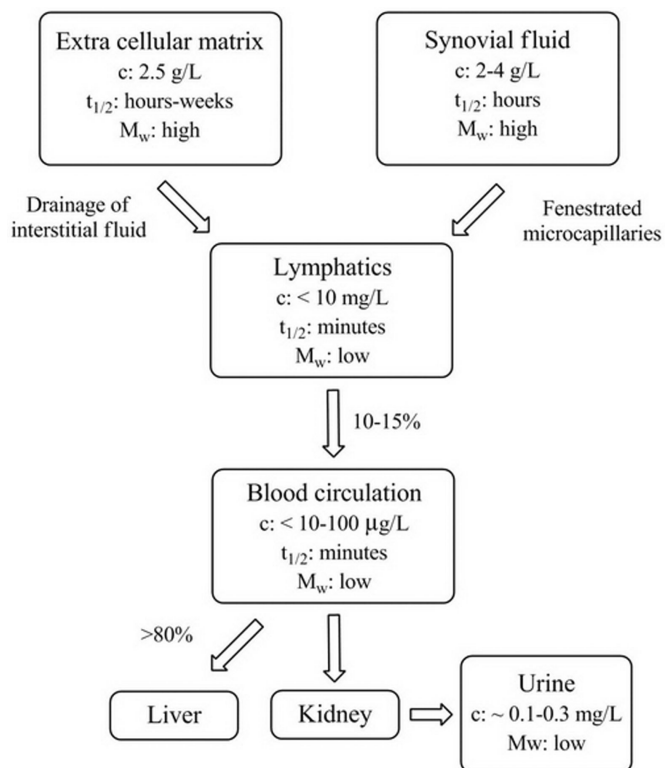 Extra cellular matrix
c: 2.5 g/L
t1/2: hours-weeks
Mw: high
Synovial fluid
c: 2-4 g/L
t1/2: hours
Mw: high
Drainage of
interstitial fluid
Fenestrated
microcapillaries
Lymphatics
c: < 10 mg/L
t1/2: minutes
Mw: low
10-15%
Blood circulation
c: < 10-100 µg/L
t1/2: minutes
Mw: low
>80%
Liver
Kidney
Urine
c: ~ 0.1-0.3 mg/L
Mw: low